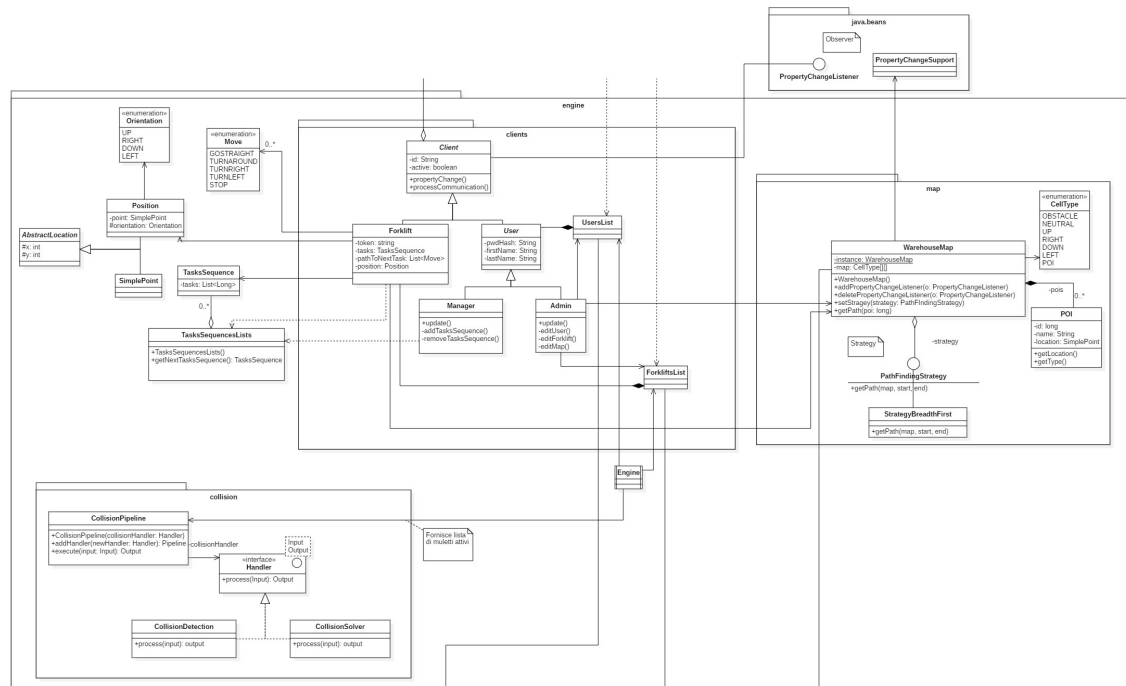 java.beans
Observer
PropertyChangeListener
PropertyChangeSupport
engine
«enumeration»
Orientation
UP
RIGHT
DOWN
LEFT
«enumeration»
Move
GOSTRAIGHT
TURNAROUND
TURNRIGHT
TURNLEFT
STOP
0..*
clients
Client
-id: String
-active: boolean
+propertyChange()
+processCommunication()
Position
-point: SimplePoint
#orientation: Orientation
AbstractLocation
#x: int
#y: int
SimplePoint
TasksSequence
-tasks: List<Long>
0..*
TasksSequencesLists
+TasksSequencesLists()
+getNextTasksSequence(): TasksSequence
Forklift
-token: string
-tasks: TasksSequence
-pathToNextTask: List<Move>
-position: Position
User
-pwdHash: String
-firstName: String
-lastName: String
UsersList
Manager
+update()
-addTasksSequence()
-removeTasksSequence()
Admin
+update()
-editUser()
-editForklift()
-editMap()
ForkliftsList
Engine
map
«enumeration»
CellType
OBSTACLE
NEUTRAL
UP
RIGHT
DOWN
LEFT
POI
WarehouseMap
-instance: WarehouseMap
-map: CellType[][]
+WarehouseMap()
+addPropertyChangeListener(o: PropertyChangeListener)
+deletePropertyChangeListener(o: PropertyChangeListener)
+setStragey(strategy: PathFIndingStrategy)
+getPath(poi: long)
-pois
0..*
POI
-id: long
-name: String
-location: SimplePoint
+getLocation()
+getType()
Strategy
-strategy
PathFindingStrategy
+getPath(map, start, end)
StrategyBreadthFirst
+getPath(map, start, end)
collision
CollisionPipeline
+CollisionPipeline(collisionHandler: Handler)
+addHandler(newHandler: Handler): Pipeline
+execute(input: Input): Output
-collisionHandler
Input
Output
«interface»
Handler
+process(Input): Output
CollisionDetection
+process(input): output
CollisionSolver
+process(input): output
Fornisce lista
di muletti attivi